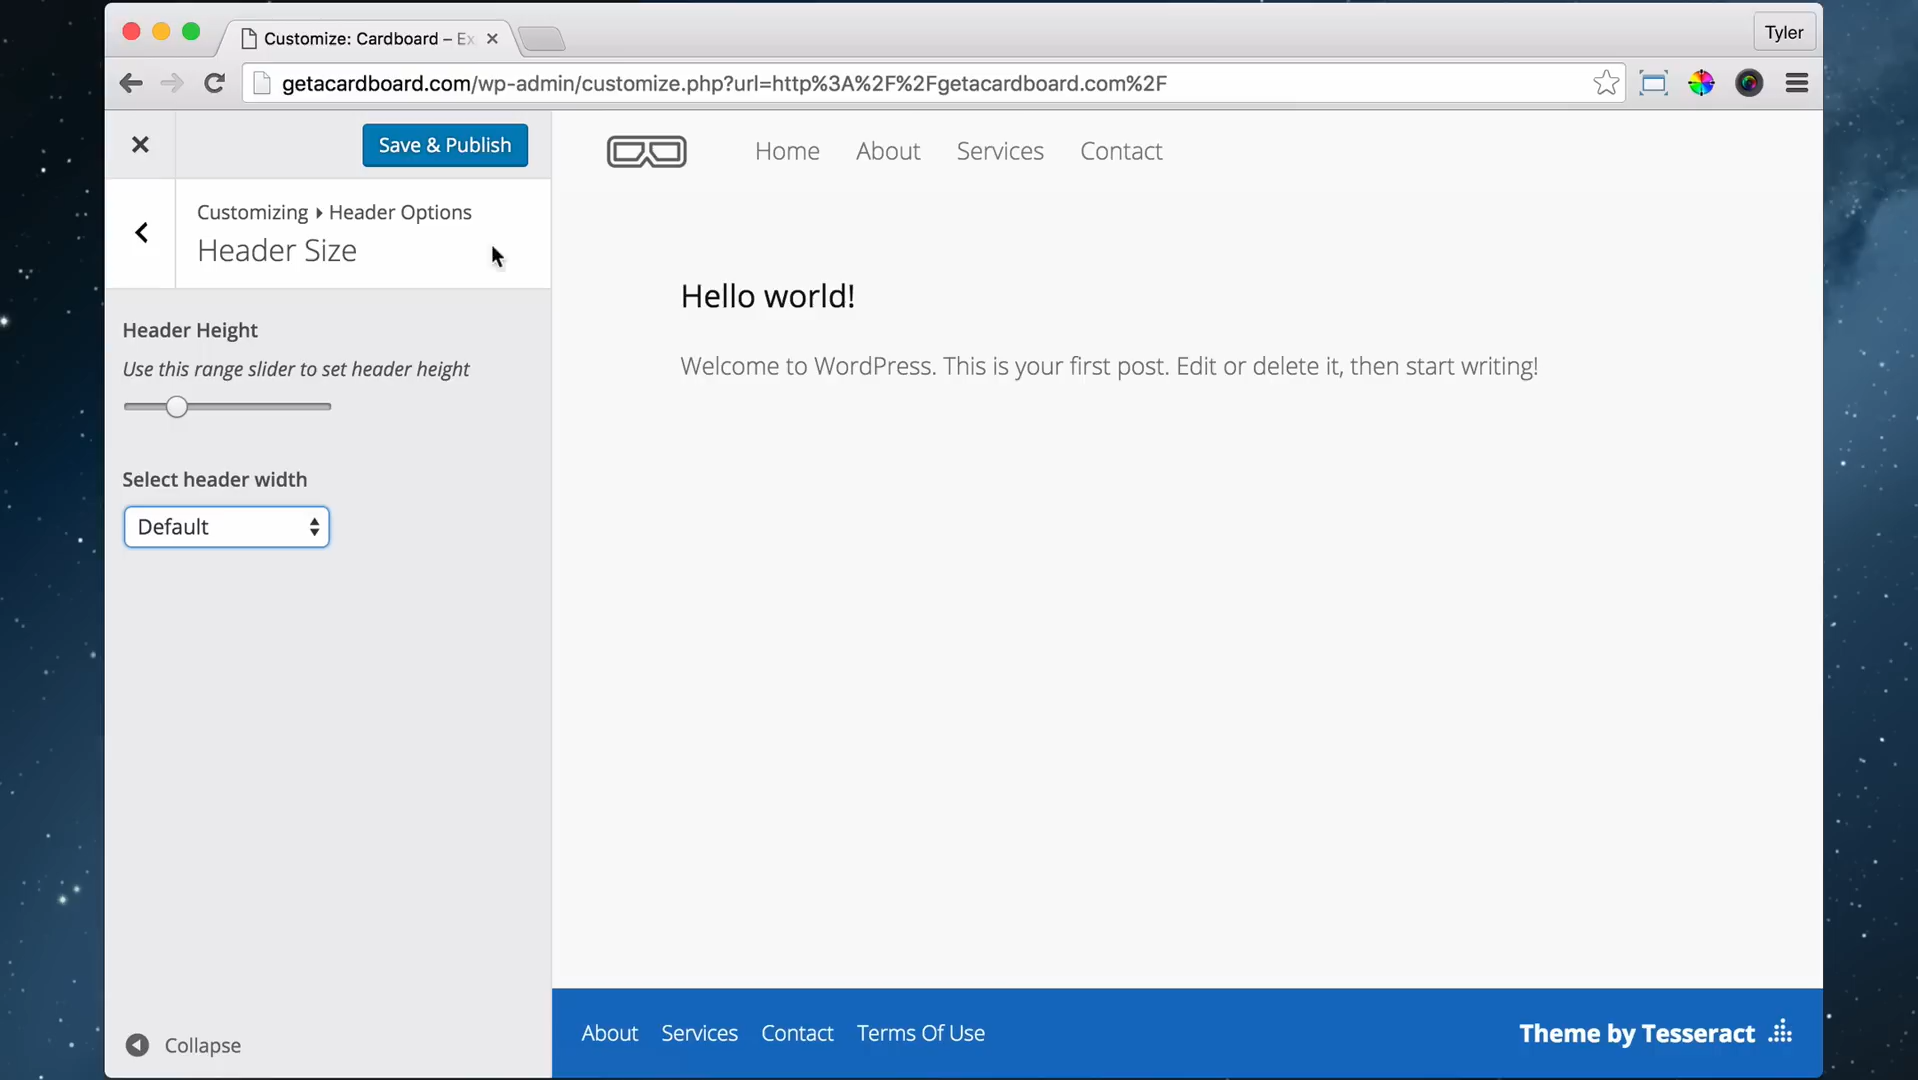 Customize: Cardboard – Ex
Tyler
getacardboard.com/wp-admin/customize.php?url=http%3A%2F%2Fgetacardboard.com%2F
Save & Publish
Customizing ▸ Header Options
Header Size
Header Height
Use this range slider to set header height
Select header width
Default
Collapse
Home About Services Contact
Hello world!
Welcome to WordPress. This is your first post. Edit or delete it, then start writing!
About Services Contact Terms Of Use
Theme by Tesseract